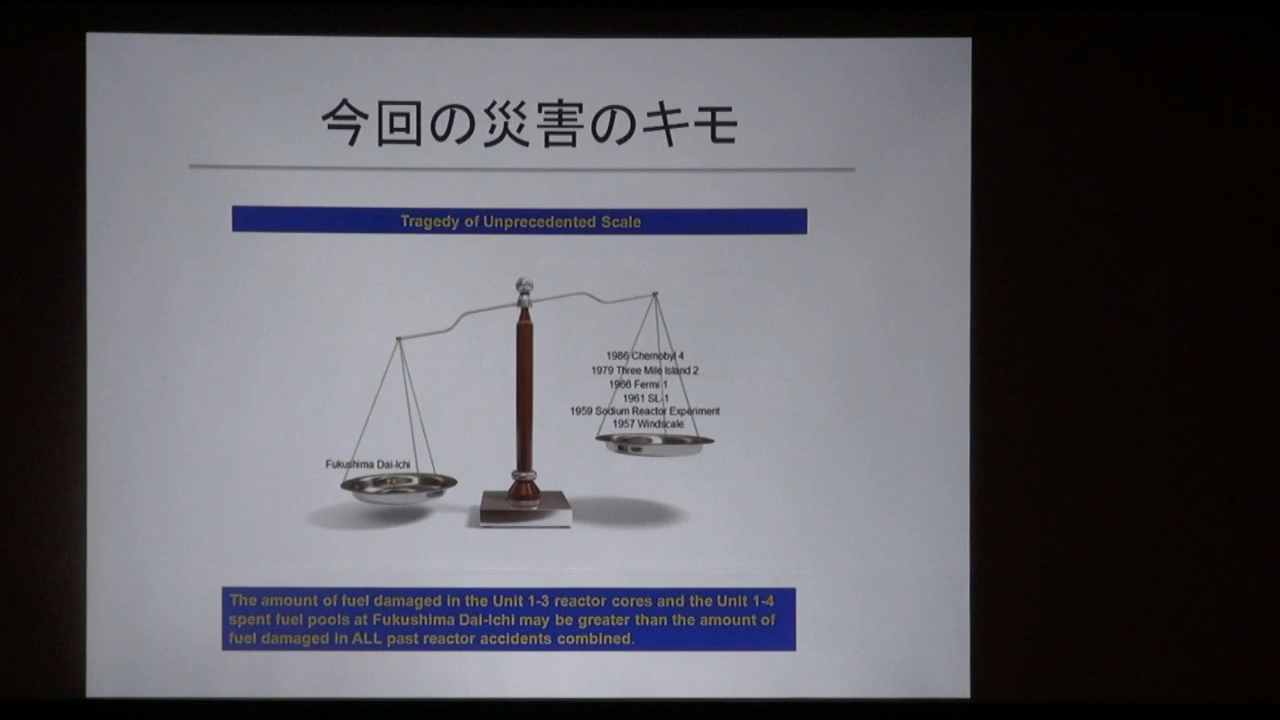 今回の災害のキモ
Tragedy of Unprecedented Scale
1986 Chernobyl 4
1979 Three Mile Island 2
1966 Fermi 1
1961 SL-1
1959 Sodium Reactor Experiment
1957 Windscale
Fukushima Dai-Ichi
The amount of fuel damaged in the Unit 1-3 reactor cores and the Unit 1-4
spent fuel pools at Fukushima Dai-Ichi may be greater than the amount of
fuel damaged in ALL past reactor accidents combined.